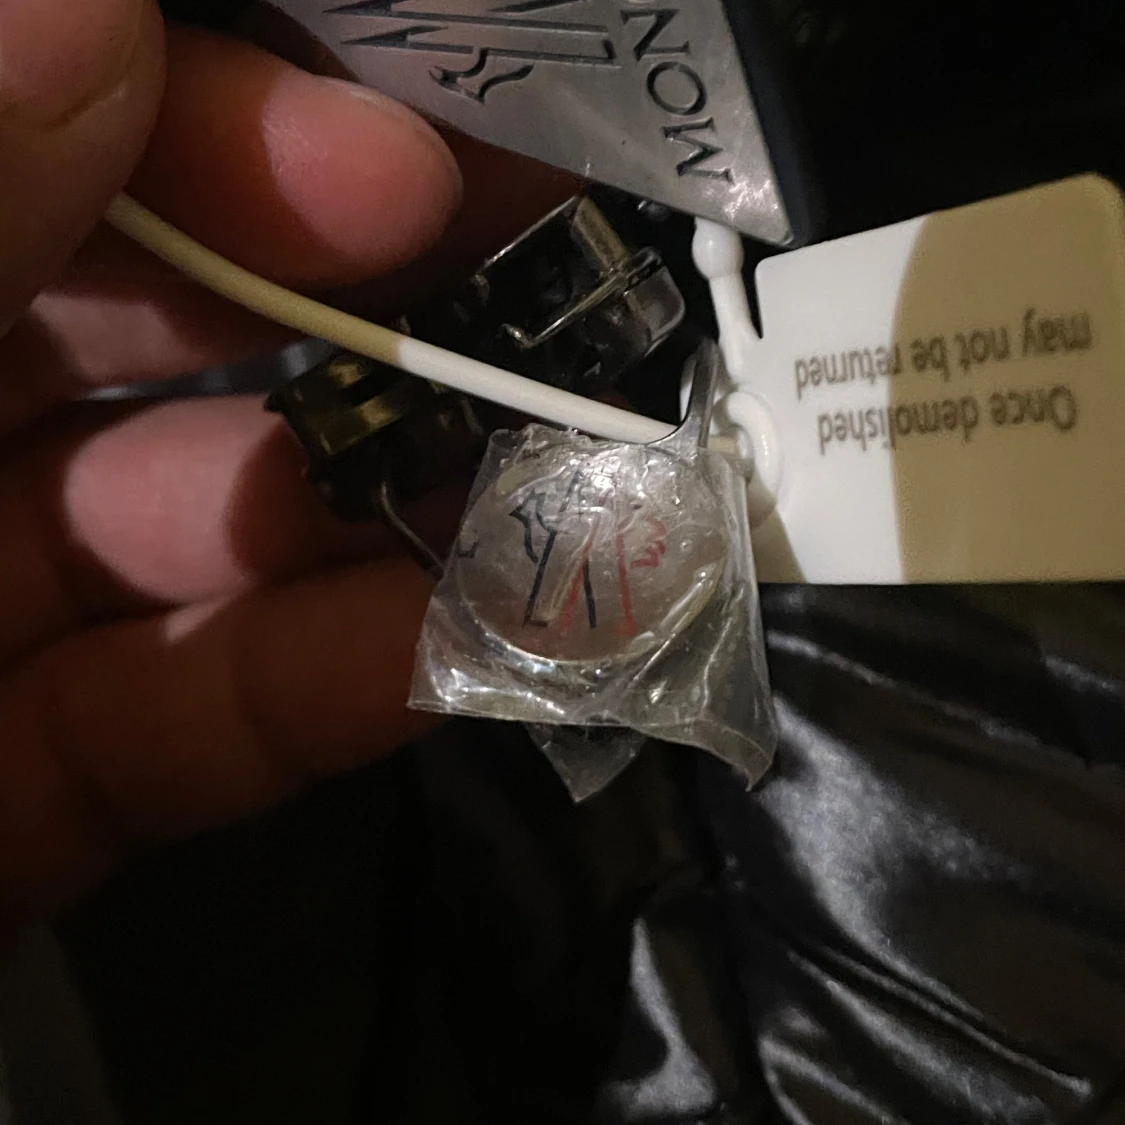 MON
Once demolished
may not be returned